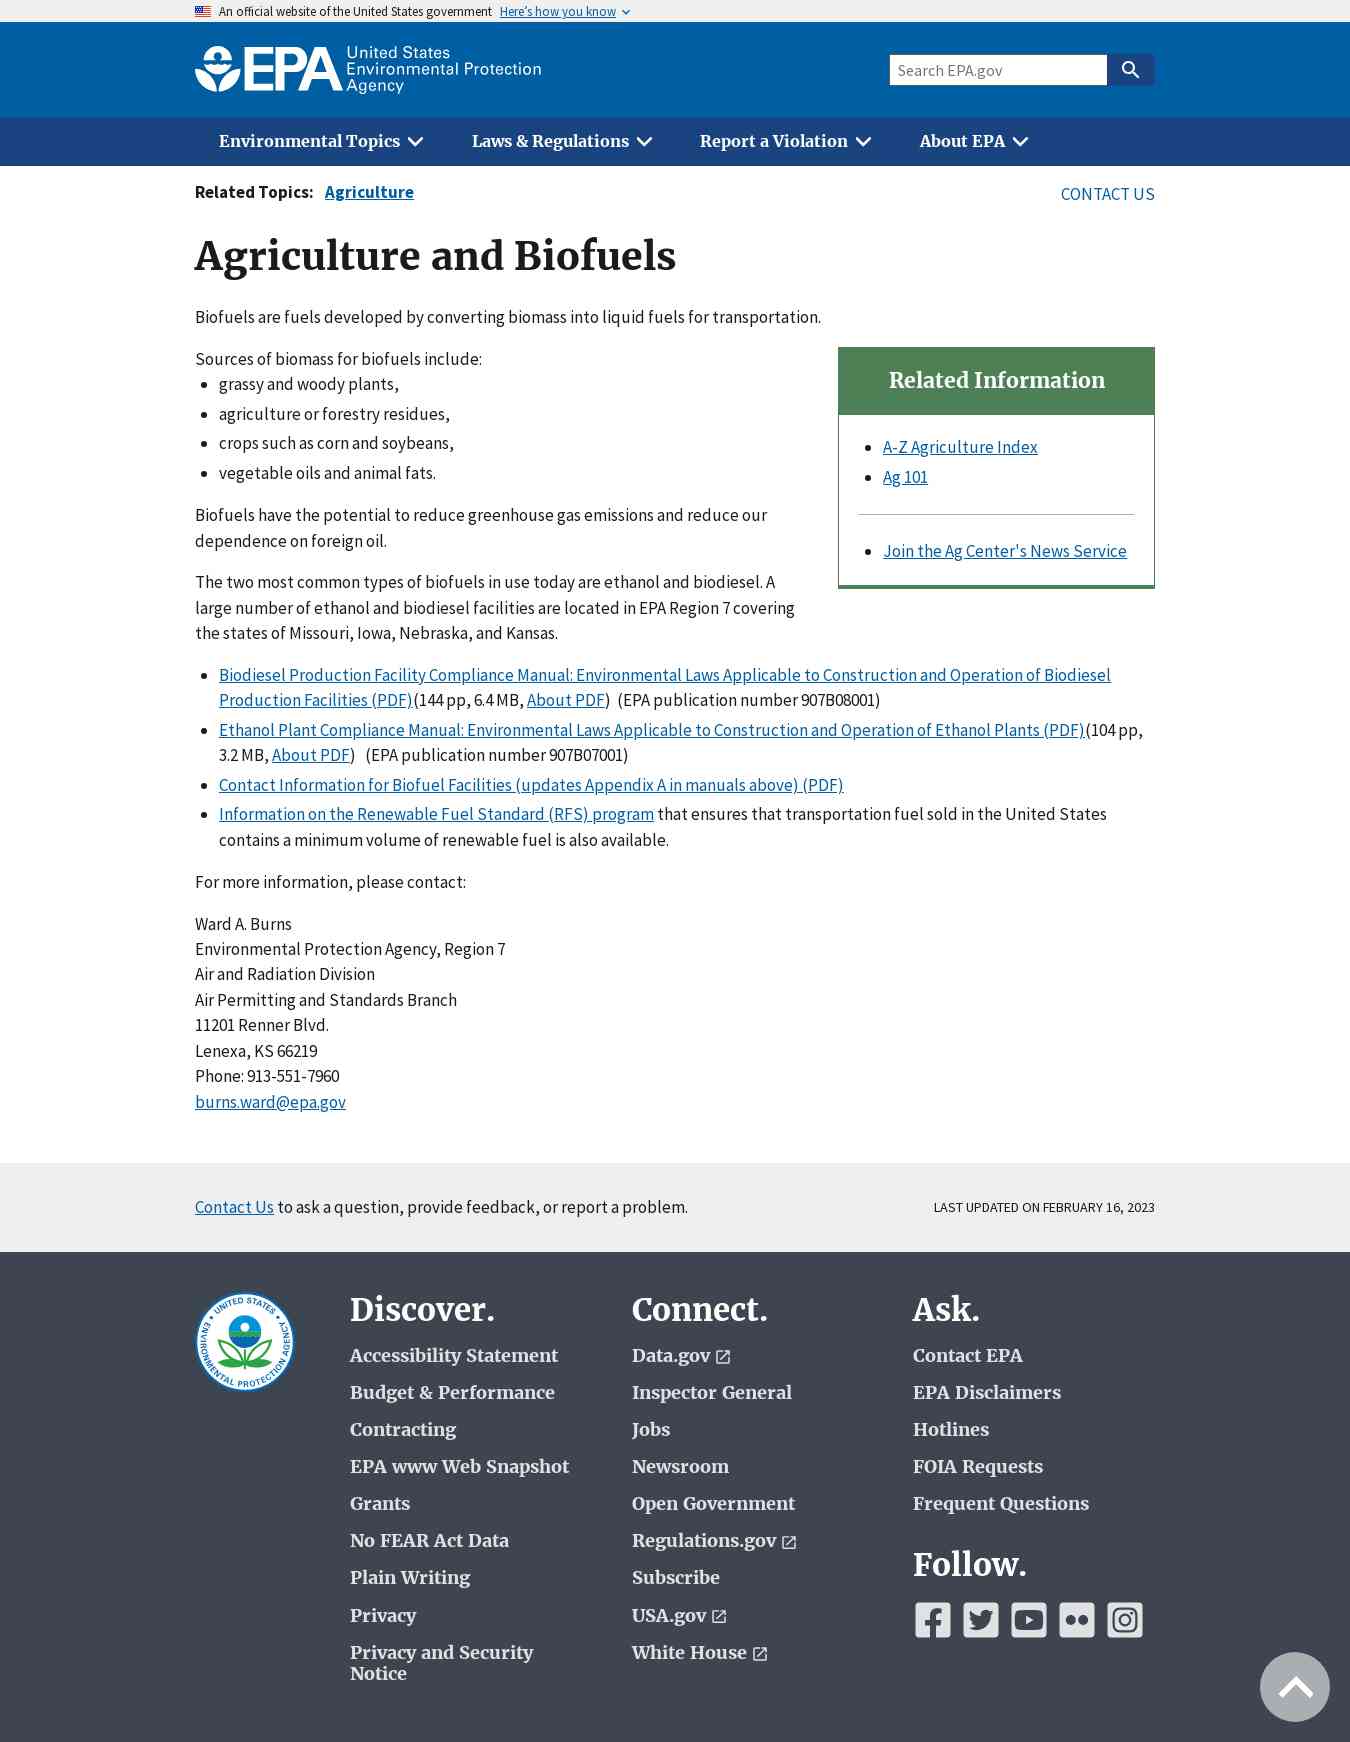 An official website of the United States government Here’s how you know
EPA United States
Environmental Protection
Agency
Search EPA.gov
Environmental Topics Laws & Regulations Report a Violation About EPA
Related Topics: Agriculture
CONTACT US
Agriculture and Biofuels
Biofuels are fuels developed by converting biomass into liquid fuels for transportation.
Sources of biomass for biofuels include:
grassy and woody plants,
agriculture or forestry residues,
crops such as corn and soybeans,
vegetable oils and animal fats.
Biofuels have the potential to reduce greenhouse gas emissions and reduce our
dependence on foreign oil.
The two most common types of biofuels in use today are ethanol and biodiesel. A
large number of ethanol and biodiesel facilities are located in EPA Region 7 covering
the states of Missouri, Iowa, Nebraska, and Kansas.
Related Information
A-Z Agriculture Index
Ag 101
Join the Ag Center's News Service
Biodiesel Production Facility Compliance Manual: Environmental Laws Applicable to Construction and Operation of Biodiesel
Production Facilities (PDF)(144 pp, 6.4 MB, About PDF) (EPA publication number 907B08001)
Ethanol Plant Compliance Manual: Environmental Laws Applicable to Construction and Operation of Ethanol Plants (PDF)(104 pp,
3.2 MB, About PDF) (EPA publication number 907B07001)
Contact Information for Biofuel Facilities (updates Appendix A in manuals above) (PDF)
Information on the Renewable Fuel Standard (RFS) program that ensures that transportation fuel sold in the United States
contains a minimum volume of renewable fuel is also available.
For more information, please contact:
Ward A. Burns
Environmental Protection Agency, Region 7
Air and Radiation Division
Air Permitting and Standards Branch
11201 Renner Blvd.
Lenexa, KS 66219
Phone: 913-551-7960
burns.ward@epa.gov
Contact Us to ask a question, provide feedback, or report a problem.
LAST UPDATED ON FEBRUARY 16, 2023
UNITED STATES
ENVIRONMENTAL PROTECTION AGENCY
Discover.
Accessibility Statement
Budget & Performance
Contracting
EPA www Web Snapshot
Grants
No FEAR Act Data
Plain Writing
Privacy
Privacy and Security
Notice
Connect.
Data.gov
Inspector General
Jobs
Newsroom
Open Government
Regulations.gov
Subscribe
USA.gov
White House
Ask.
Contact EPA
EPA Disclaimers
Hotlines
FOIA Requests
Frequent Questions
Follow.